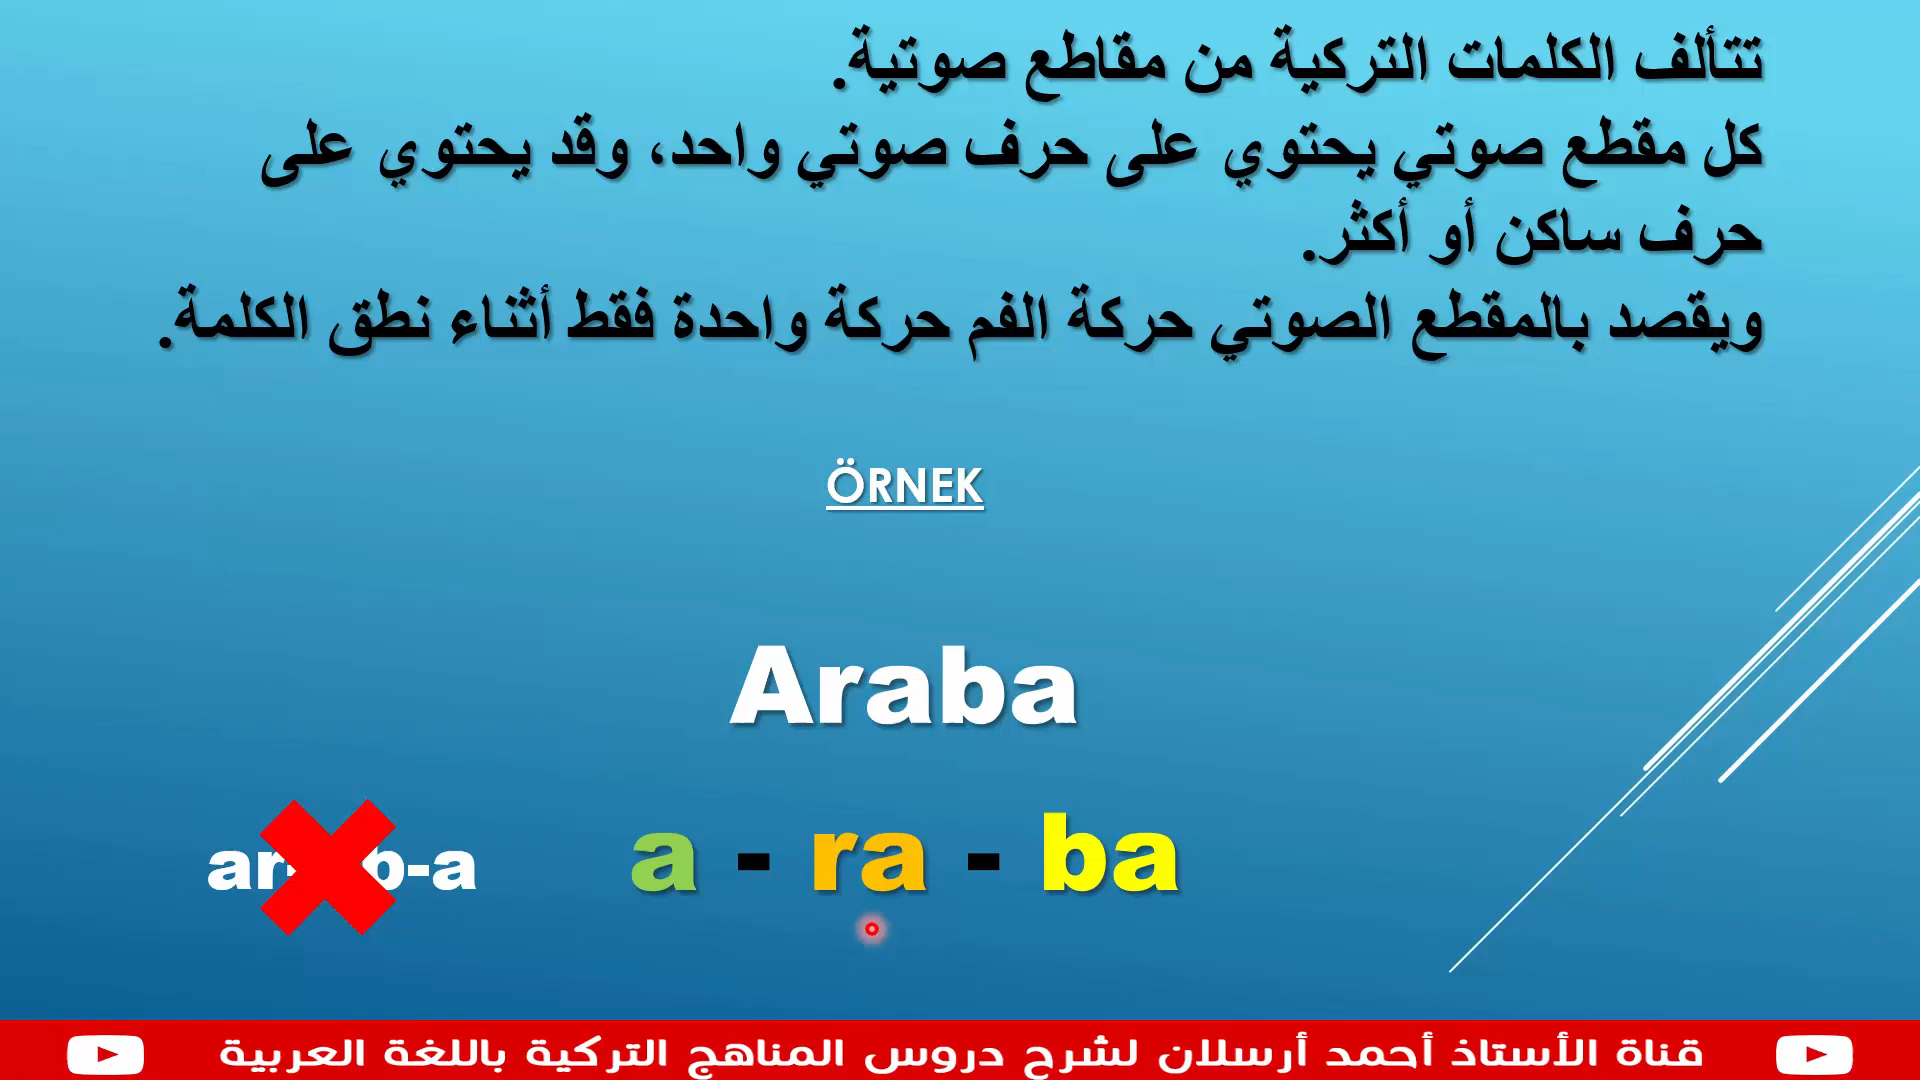 تتألف الكلمات التركية من مقاطع صوتية.
كل مقطع صوتي يحتوي على حرف صوتي واحد، وقد يحتوي على
حرف ساكن أو أكثر.
ويقصد بالمقطع الصوتي حركة الفم حركة واحدة فقط أثناء نطق الكلمة.
ÖRNEK
Araba
a - ra - ba
b-a
قناة الأستاذ أحمد أرسلان لشرح دروس المناهج التركية باللغة العربية